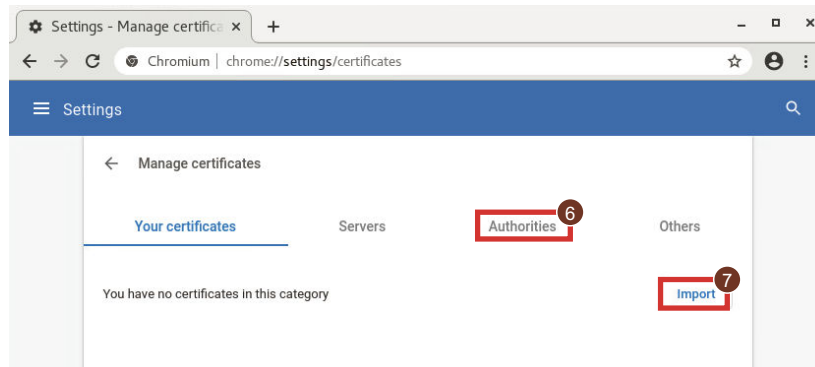 Settings - Manage certifica
Chromium | chrome://settings/certificates
Settings
Manage certificates
Your certificates Servers Authorities Others
6
You have no certificates in this category Import
7